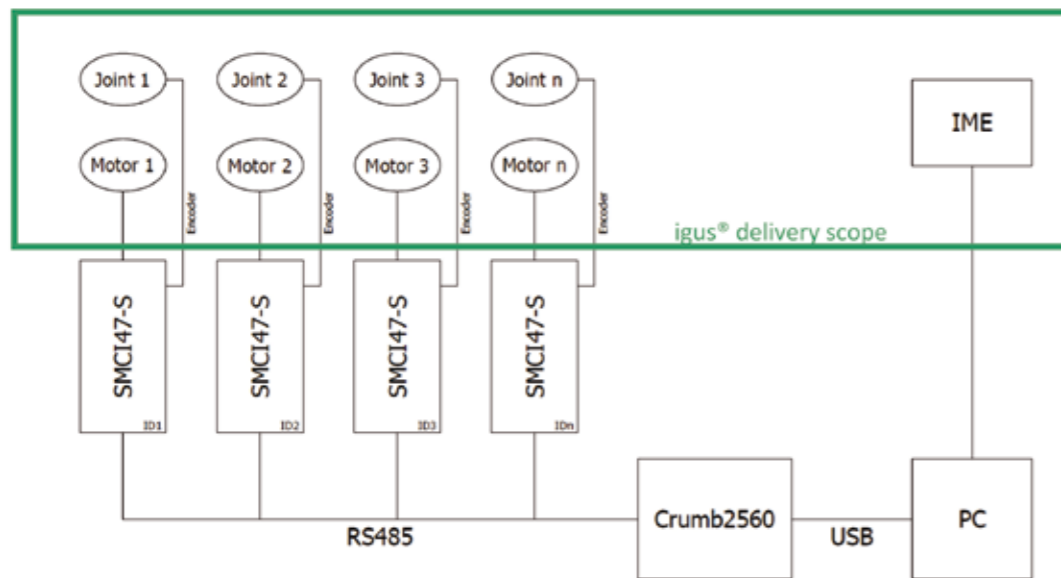 Joint 1
Joint 2
Joint 3
Joint n
IME
Motor 1
Motor 2
Motor 3
Motor n
Encoder
Encoder
Encoder
Encoder
igus® delivery scope
SMCI47-S
SMCI47-S
SMCI47-S
SMCI47-S
ID1
ID2
ID3
IDn
Crumb2560
PC
RS485
USB